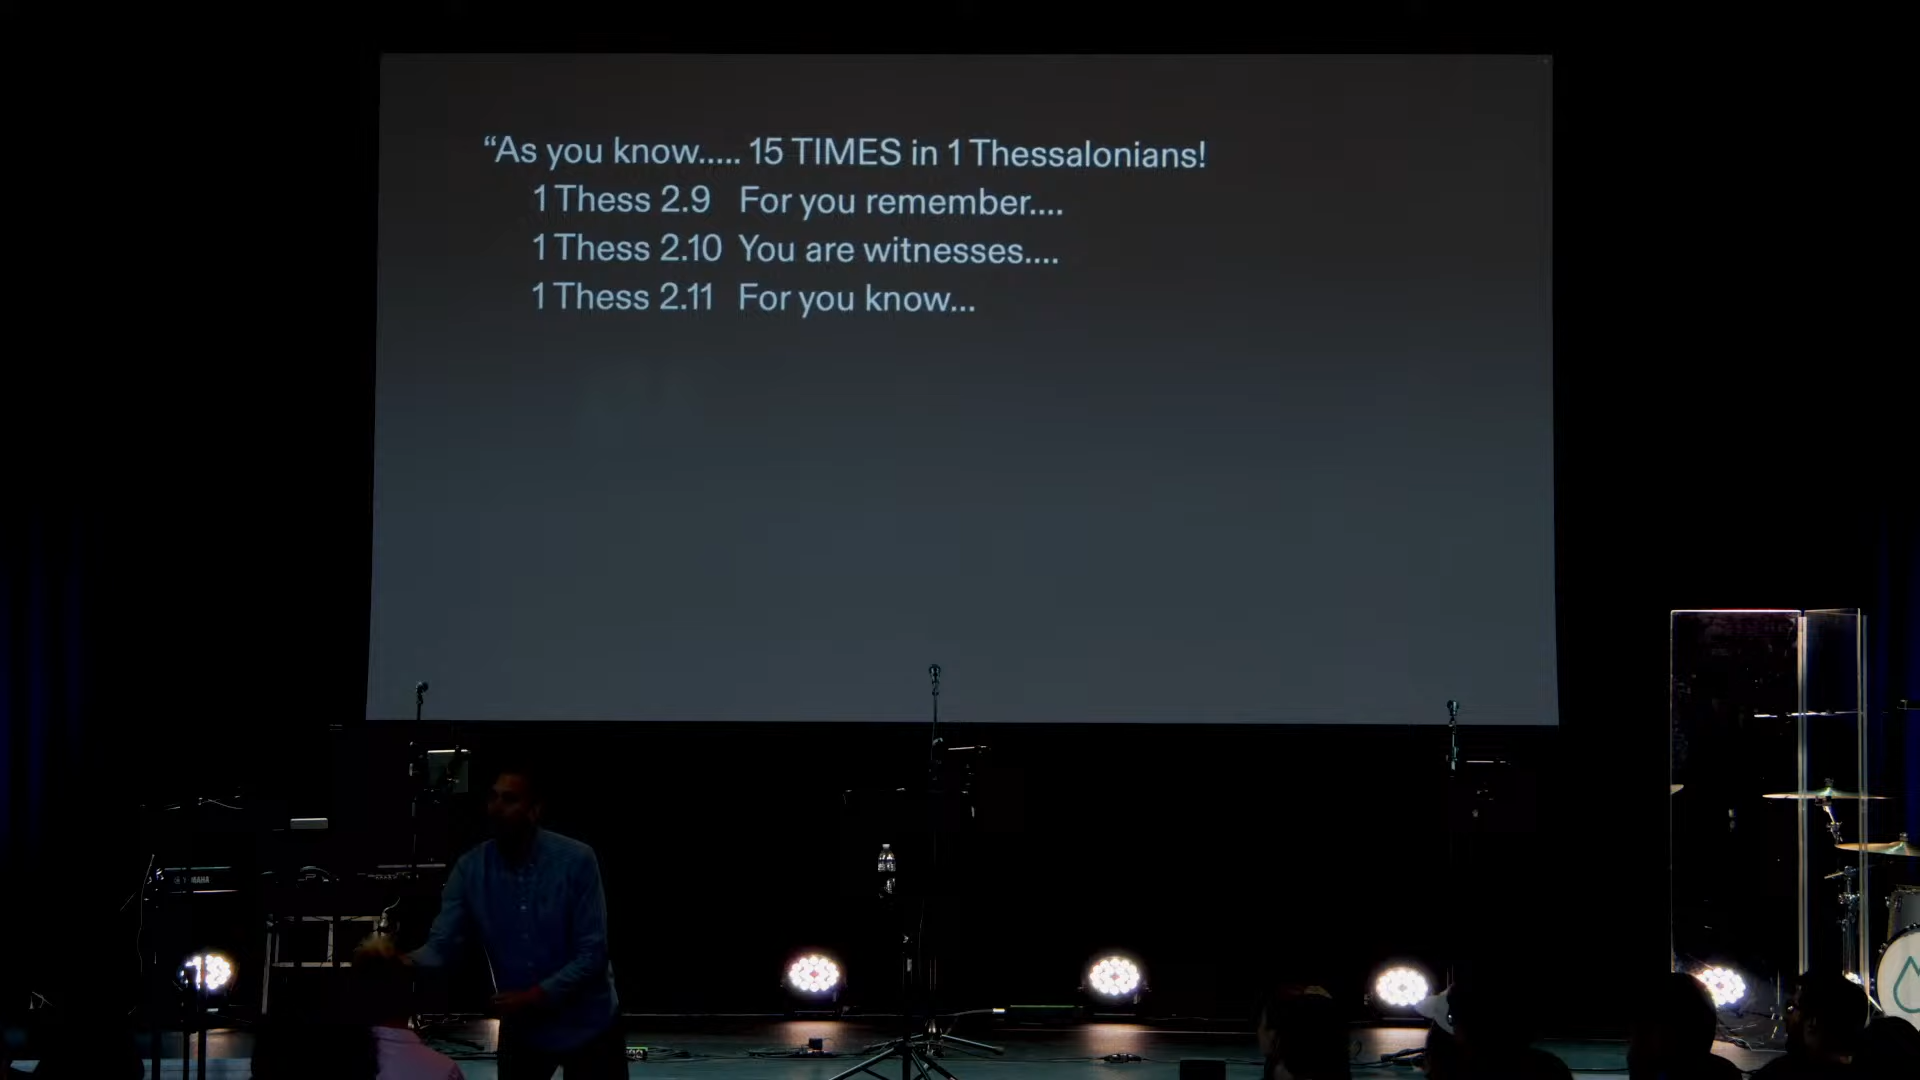 “As you know..... 15 TIMES in 1 Thessalonians!
1 Thess 2.9 For you remember....
1 Thess 2.10 You are witnesses....
1 Thess 2.11 For you know...
YAMAHA